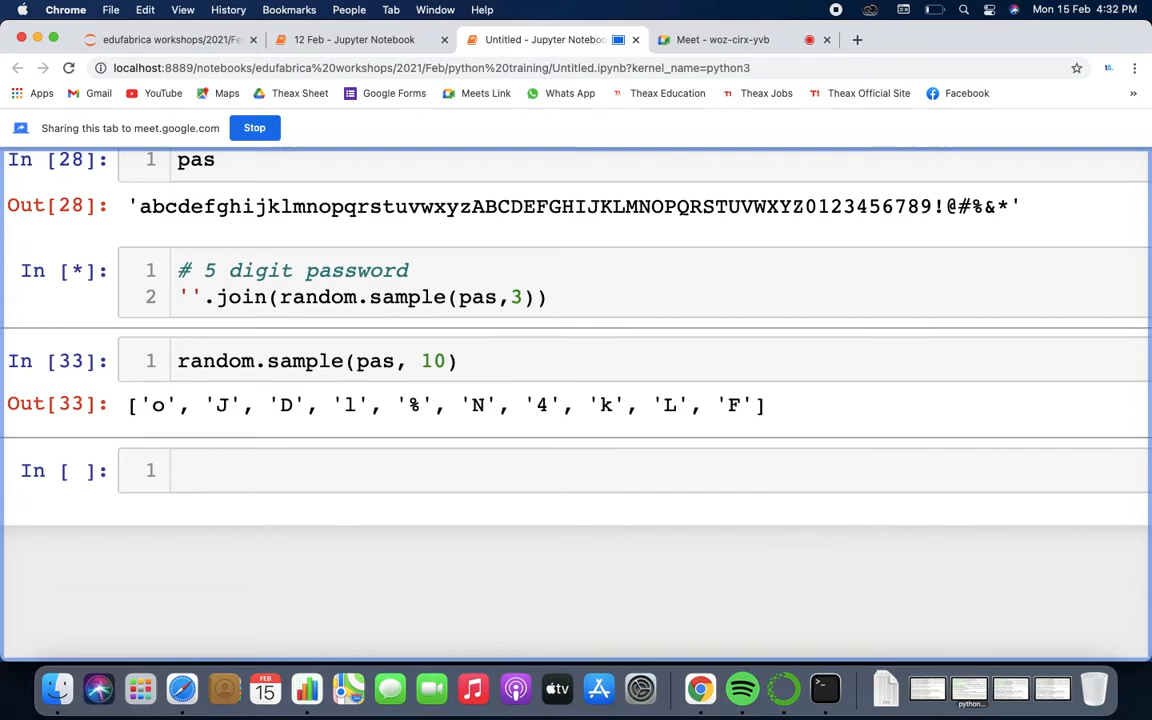 Chrome File Edit View History Bookmarks People Tab Window Help Mon 15 Feb 4:32 PM
edufabrica workshops/2021/Fe 12 Feb - Jupyter Notebook Untitled - Jupyter Noteboo Meet - woz-cirx-yvb
localhost:8889/notebooks/edufabrica%20workshops/2021/Feb/python%20training/Untitled.ipynb?kernel_name=python3
Apps Gmail YouTube Maps Theax Sheet Google Forms Meets Link Whats App Theax Education Theax Jobs Theax Official Site Facebook »
Sharing this tab to meet.google.com Stop
In [28]: 1 pas
Out[28]: 'abcdefghijklmnopqrstuvwxyzABCDEFGHIJKLMNOPQRSTUVWXYZ0123456789!@#%&*'
In [*]: 1 # 5 digit password
2 ''.join(random.sample(pas,3))
In [33]: 1 random.sample(pas, 10)
Out[33]: ['o', 'J', 'D', 'l', '%', 'N', '4', 'k', 'L', 'F']
In [ ]: 1
FEB
15
tv
python...